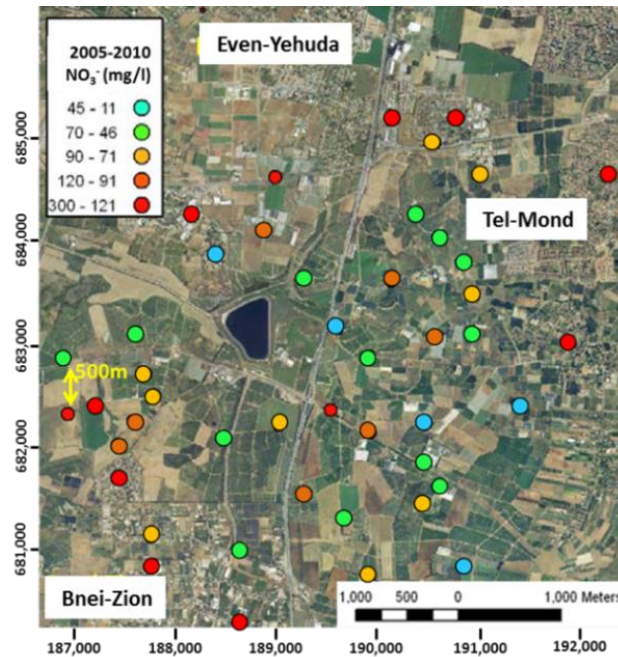 Even-Yehuda
2005-2010
NO₃⁻ (mg/l)
45 - 11
70 - 46
90 - 71
120 - 91
300 - 121
Tel-Mond
500m
Bnei-Zion
1,000 500 0 1,000 Meters
685,000
684,000
683,000
682,000
681,000
187,000 188,000 189,000 190,000 191,000 192,000